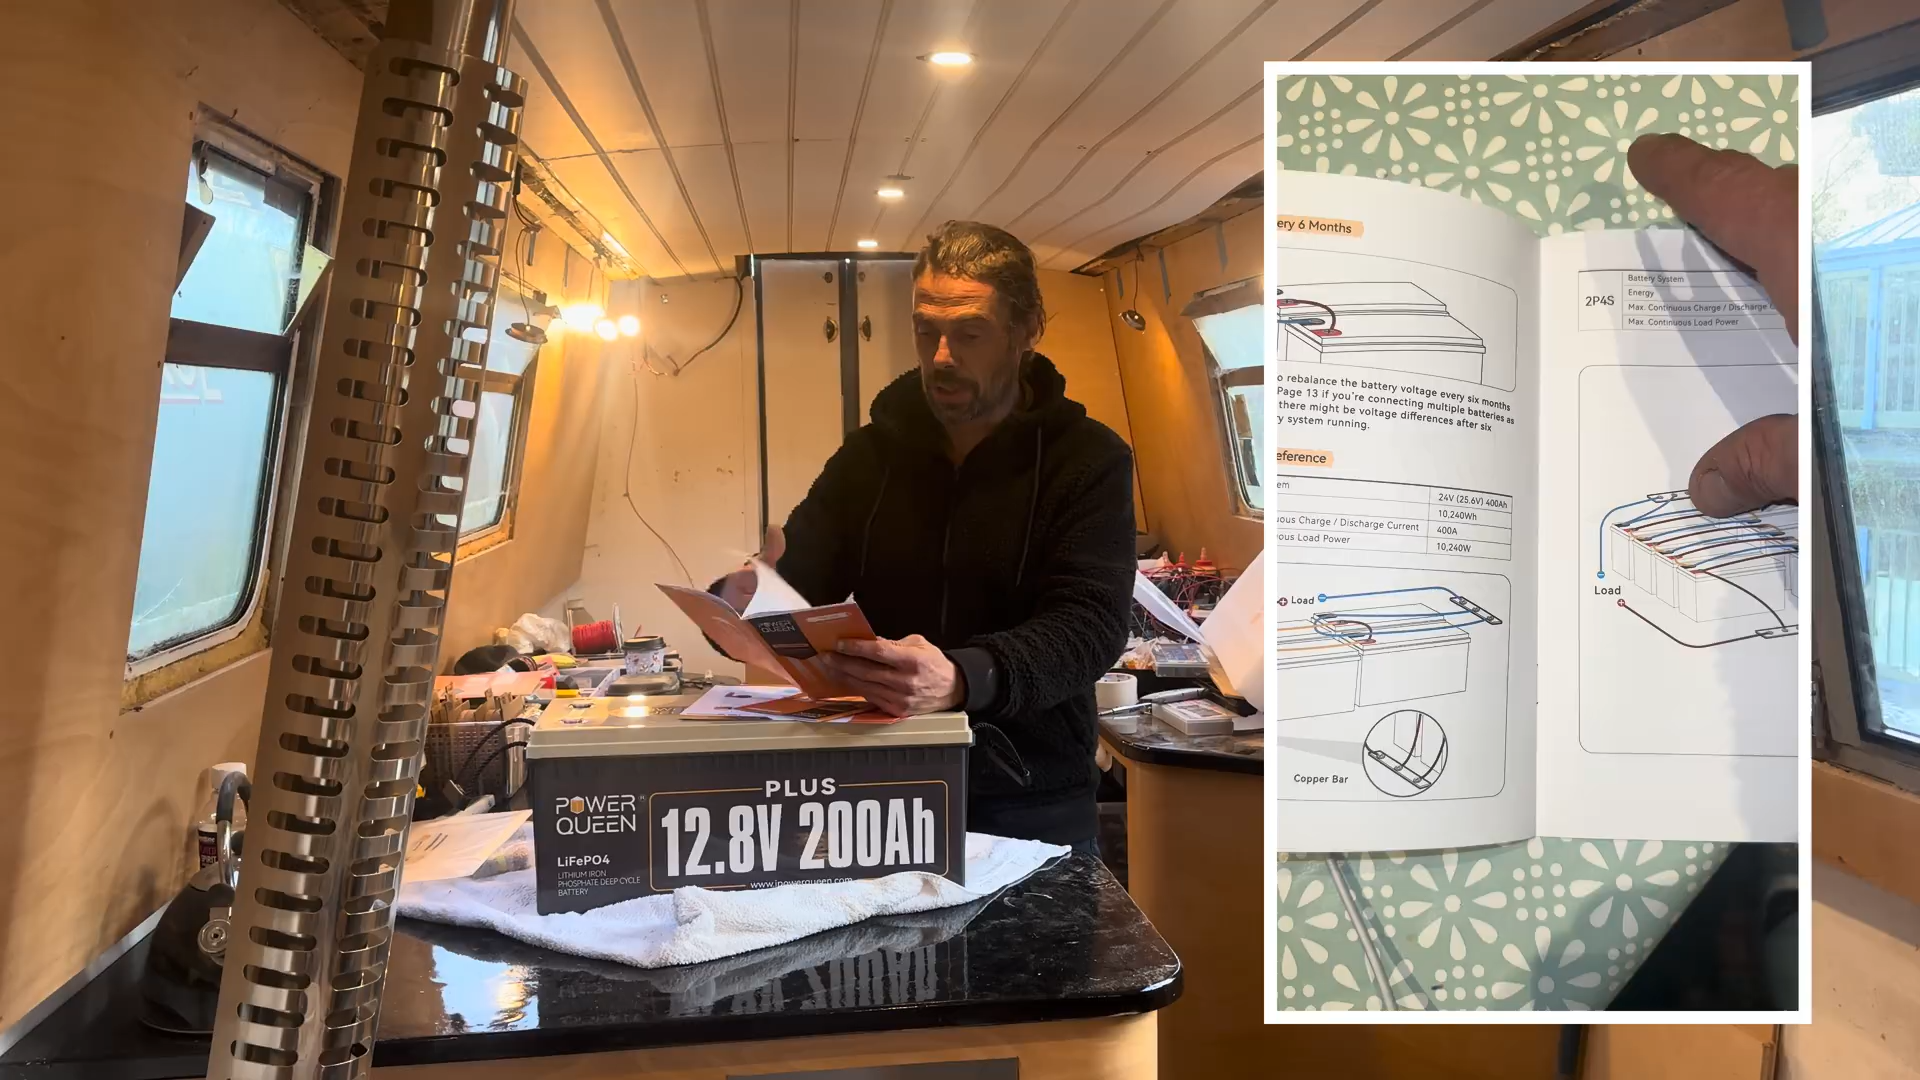 POWER
QUEEN
PLUS
POWER
QUEEN
12.8V 200Ah
LiFePO4
LITHIUM IRON
PHOSPHATE DEEP CYCLE
BATTERY
www.ipowerqueen.com
ery 6 Months
o rebalance the battery voltage every six months
Page 13 if you're connecting multiple batteries as
there might be voltage differences after six
y system running.
eference
em 24V (25.6V) 400Ah
10,240Wh
uous Charge / Discharge Current 400A
ous Load Power 10,240W
Load
Copper Bar
2P4S
Battery System
Energy
Max. Continuous Charge / Discharge C
Max. Continuous Load Power
Load